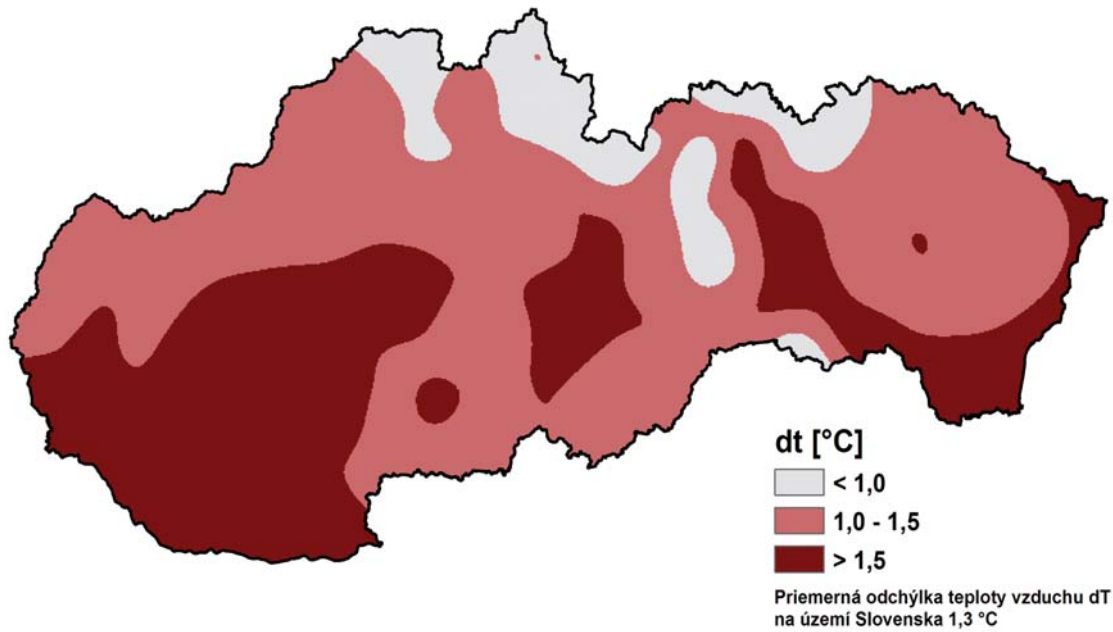 dt [°C]
< 1,0
1,0 - 1,5
> 1,5
Priemerná odchýlka teploty vzduchu dT
na území Slovenska 1,3 °C